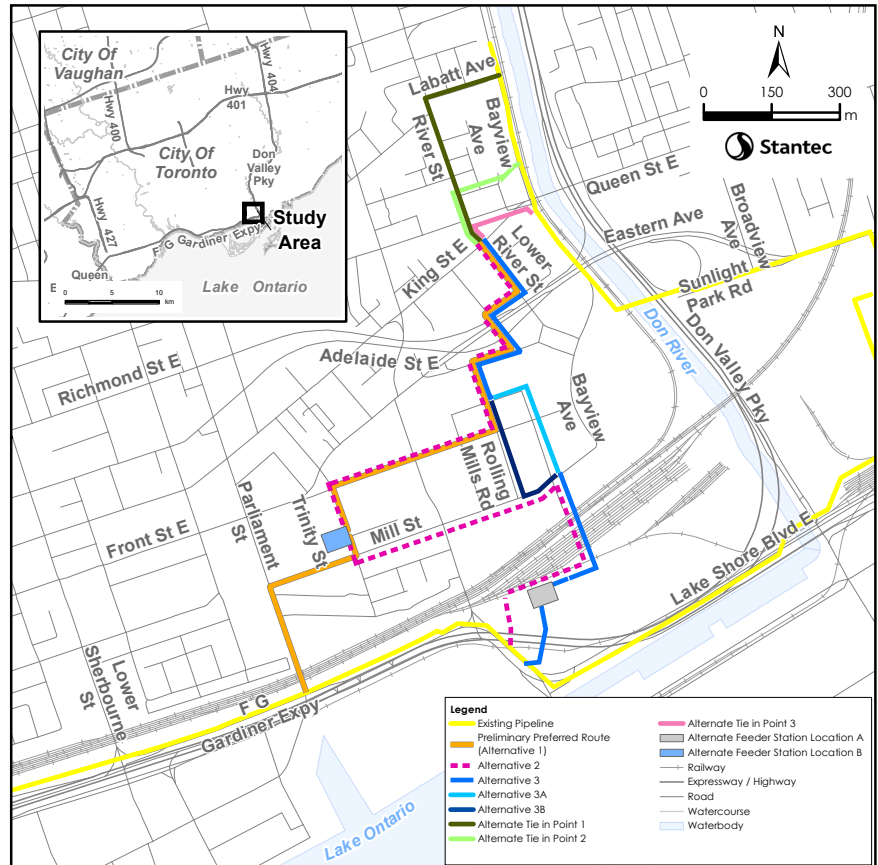 City Of
Vaughan
Hwy 400
Hwy 404
Hwy
401
City Of
Toronto
Don
Valley
Pky
Hwy 427
F G Gardiner Expy
Queen
E
Study
Area
Lake Ontario
0 5 10
km
N
0 150 300
m
Stantec
Labatt Ave
River St
Bayview
Ave
Queen St E
Lower
River St
King St E
Eastern Ave
Broadview
Ave
Sunlight
Park Rd
Don River
Don Valley Pky
Adelaide St E
Richmond St E
Bayview
Ave
Rolling
Mills Rd
Parliament
St
Trinity St
Mill St
Front St E
Lake Shore Blvd E
Lower
Sherbourne
St
F G
Gardiner Expy
Lake Ontario
Legend
Existing Pipeline
Preliminary Preferred Route
(Alternative 1)
Alternative 2
Alternative 3
Alternative 3A
Alternative 3B
Alternate Tie in Point 1
Alternate Tie in Point 2
Alternate Tie in Point 3
Alternate Feeder Station Location A
Alternate Feeder Station Location B
Railway
Expressway / Highway
Road
Watercourse
Waterbody